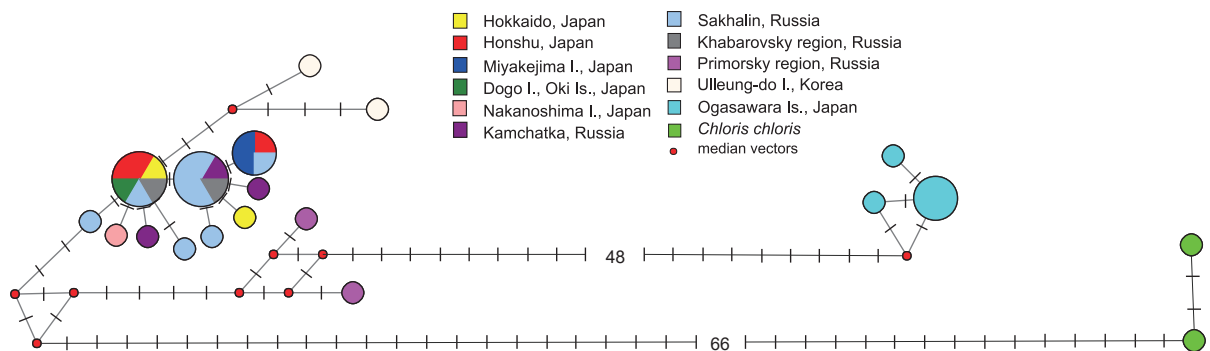 Hokkaido, Japan
Honshu, Japan
Miyakejima I., Japan
Dogo I., Oki Is., Japan
Nakanoshima I., Japan
Kamchatka, Russia
Sakhalin, Russia
Khabarovsky region, Russia
Primorsky region, Russia
Ulleung-do I., Korea
Ogasawara Is., Japan
Chloris chloris
median vectors
48
66